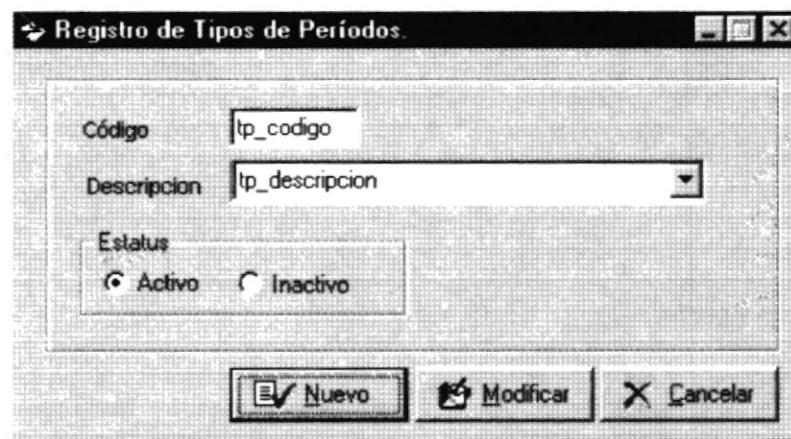 Registro de Tipos de Períodos.
Código tp_codigo
Descripcion tp_descripcion
Estatus
Activo Inactivo
Nuevo Modificar Cancelar